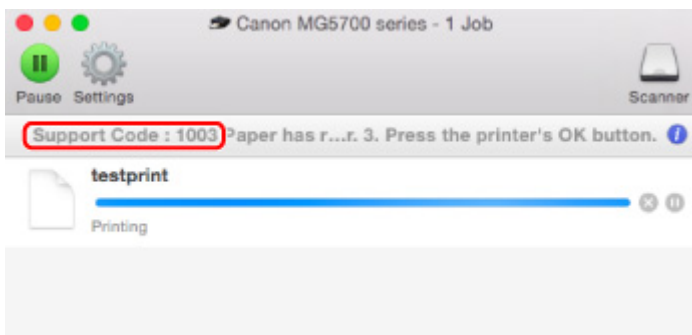 Canon MG5700 series - 1 Job
Pause Settings Scanner
Support Code : 1003 Paper has r...r. 3. Press the printer's OK button.
testprint
Printing